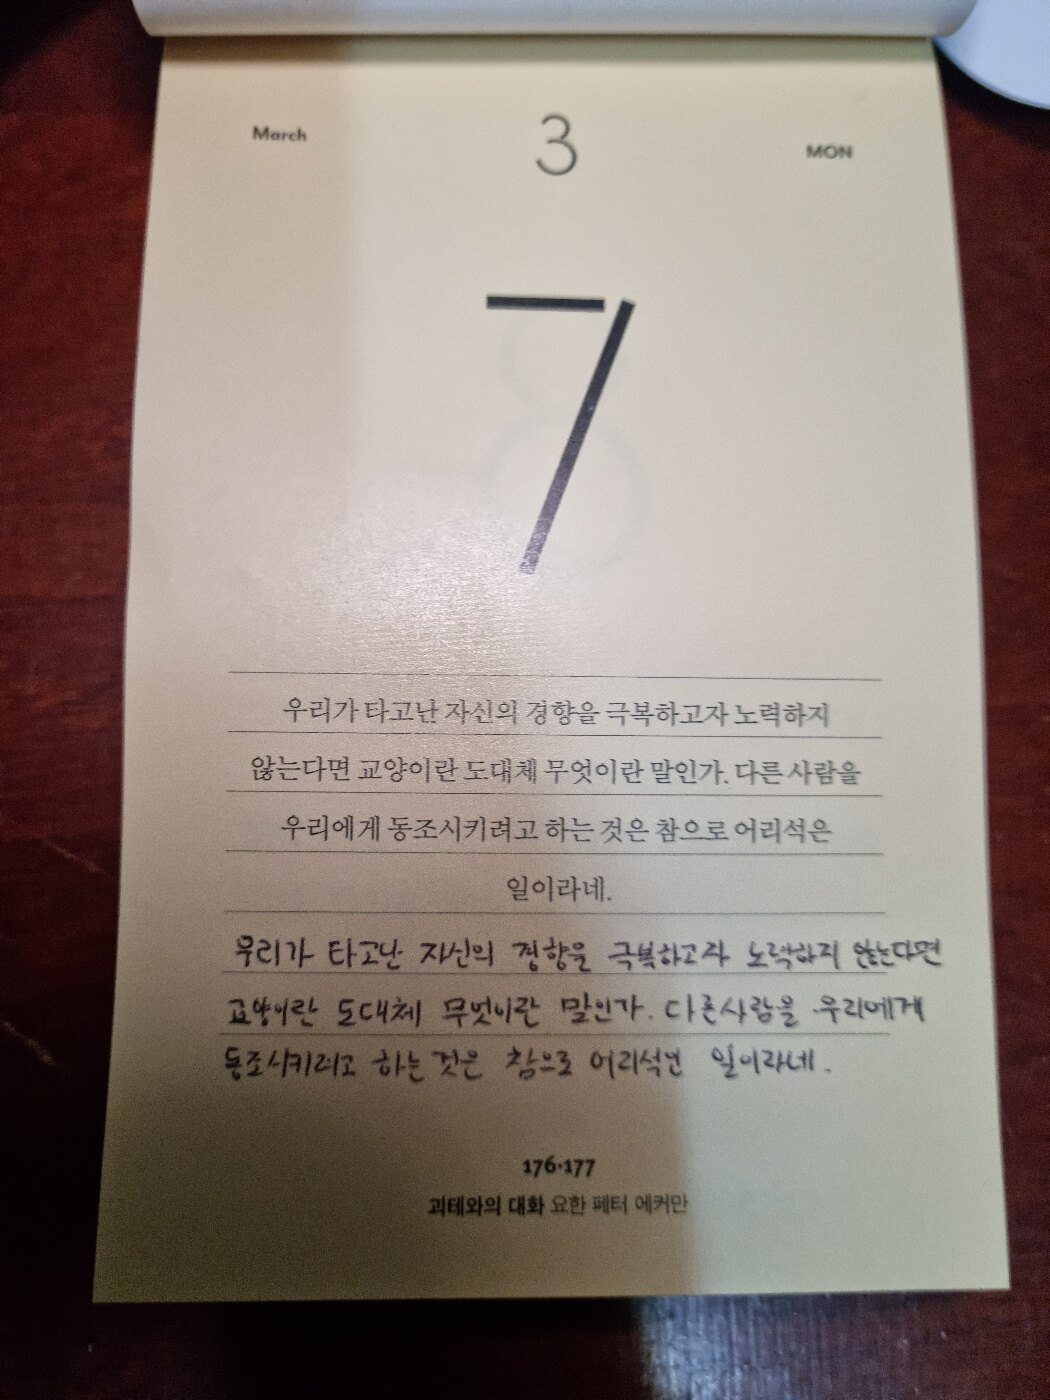 March 3 MON
7
우리가 타고난 자신의 경향을 극복하고자 노력하지
않는다면 교양이란 도대체 무엇이란 말인가. 다른 사람을
우리에게 동조시키려고 하는 것은 참으로 어리석은
일이라네.
우리가 타고난 자신의 경향을 극복하고자 노력하지 않는다면
교양이란 도대체 무엇이란 말인가. 다른사람을 우리에게
동조시키려고 하는 것은 참으로 어리석은 일이라네.
176·177
괴테와의 대화 요한 페터 에커만